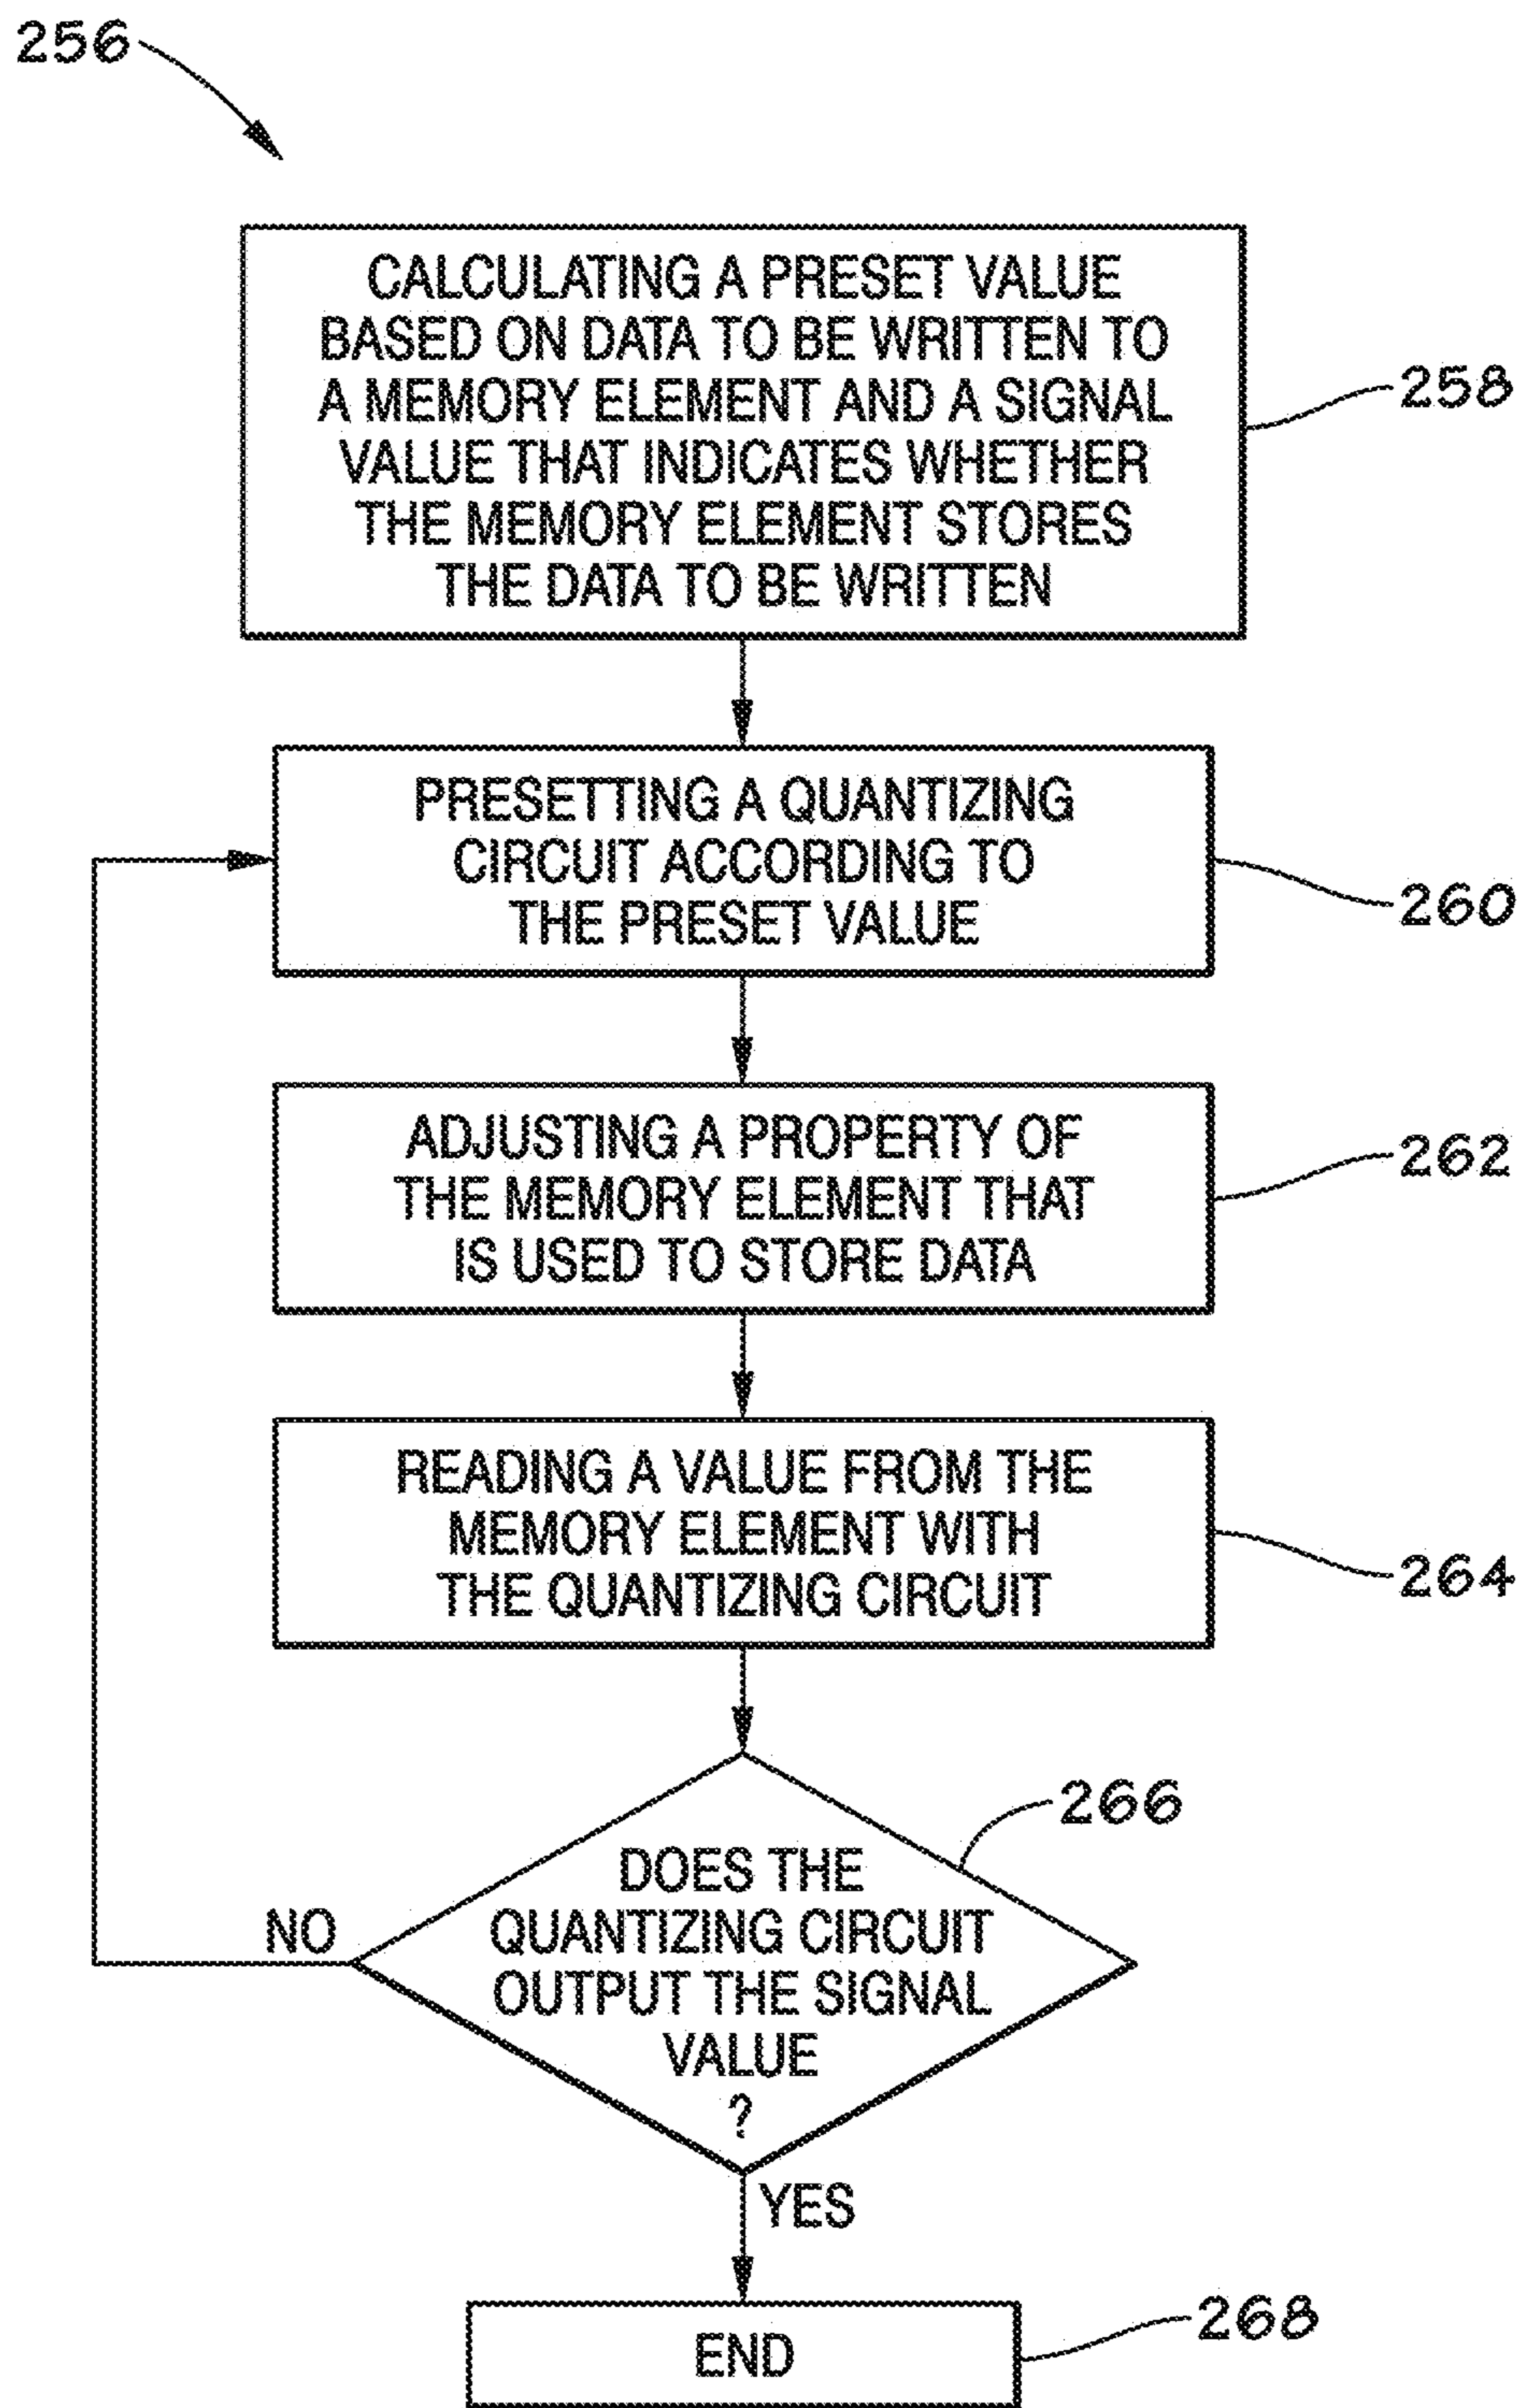 256
CALCULATING A PRESET VALUE
BASED ON DATA TO BE WRITTEN TO
A MEMORY ELEMENT AND A SIGNAL
VALUE THAT INDICATES WHETHER
THE MEMORY ELEMENT STORES
THE DATA TO BE WRITTEN
258
PRESETTING A QUANTIZING
CIRCUIT ACCORDING TO
THE PRESET VALUE
260
ADJUSTING A PROPERTY OF
THE MEMORY ELEMENT THAT
IS USED TO STORE DATA
262
READING A VALUE FROM THE
MEMORY ELEMENT WITH
THE QUANTIZING CIRCUIT
264
266
DOES THE
QUANTIZING CIRCUIT
OUTPUT THE SIGNAL
VALUE
?
NO
YES
END
268